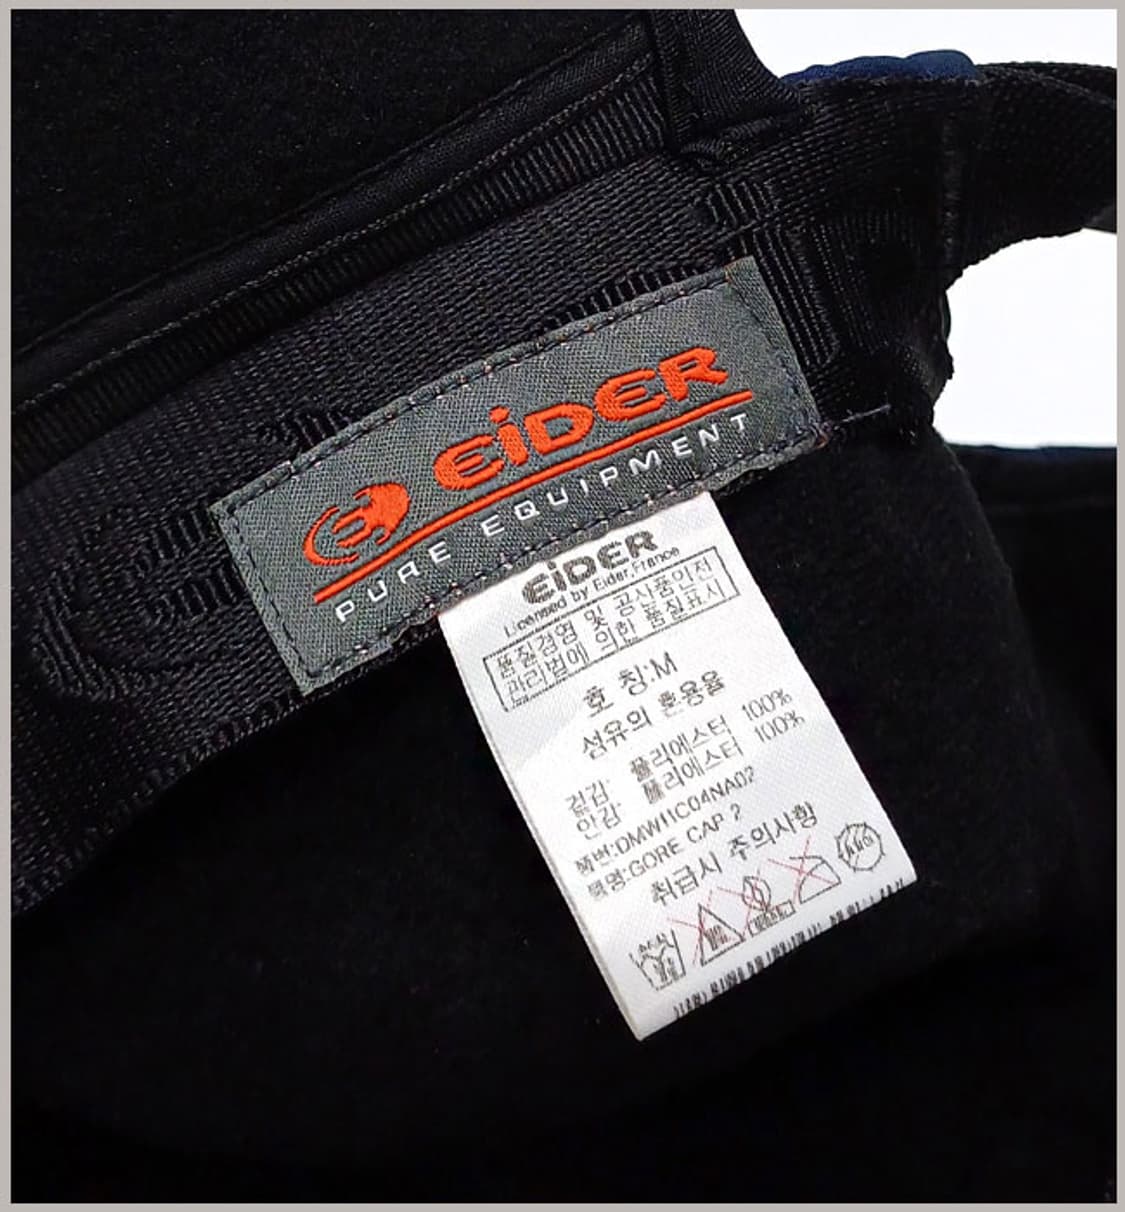 EiDER
PURE EQUIPMENT
EiDER
Licensed by Eider,France
품질경영 및 공산품안전
관리법에 의한 품질표시
호 칭:M
섬유의 혼용율
겉감: 폴리에스터 100%
안감: 폴리에스터 100%
품번:DMW11C04NA02
품명:GORE CAP 2
취급시 주의사항